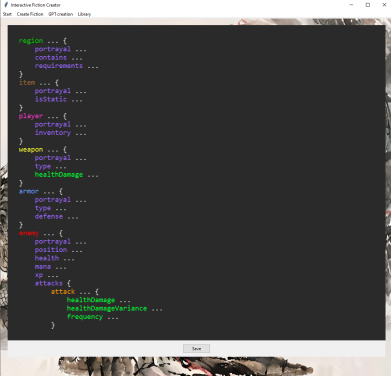 Interactive Fiction Creator
Start Create Fiction GPT creation Library
region ... {
portrayal ...
contains ...
requirements ...
}
item ... {
portrayal ...
isStatic ...
}
player ... {
portrayal ...
inventory ...
}
weapon ... {
portrayal ...
type ...
healthDamage ...
}
armor ... {
portrayal ...
type ...
defense ...
}
enemy ... {
portrayal ...
position ...
health ...
mana ...
xp ...
attacks {
attack ... {
healthDamage ...
healthDamageVariance ...
frequency ...
}
Save